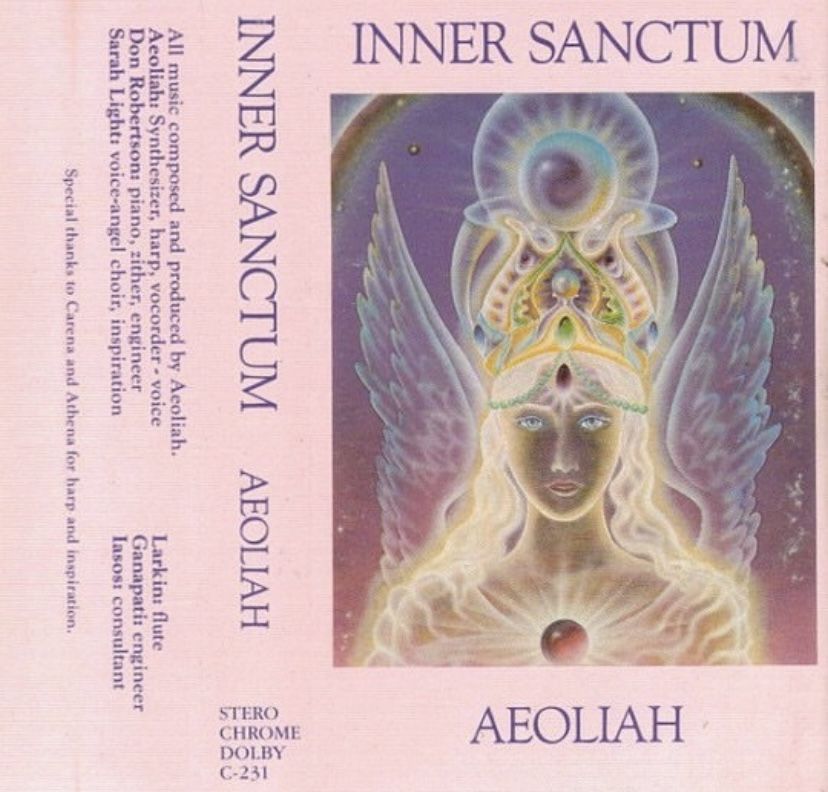 INNER SANCTUM
AEOLIAH
INNER SANCTUM AEOLIAH
STERO
CHROME
DOLBY
C-231
All music composed and produced by Aeoliah.
Aeoliah: Synthesizer, harp, vocorder - voice
Don Robertson: piano, zither, engineer
Sarah Light: voice-angel choir, inspiration
Larkin: flute
Ganapati: engineer
Iasos: consultant
Special thanks to Carena and Athena for harp and inspiration.